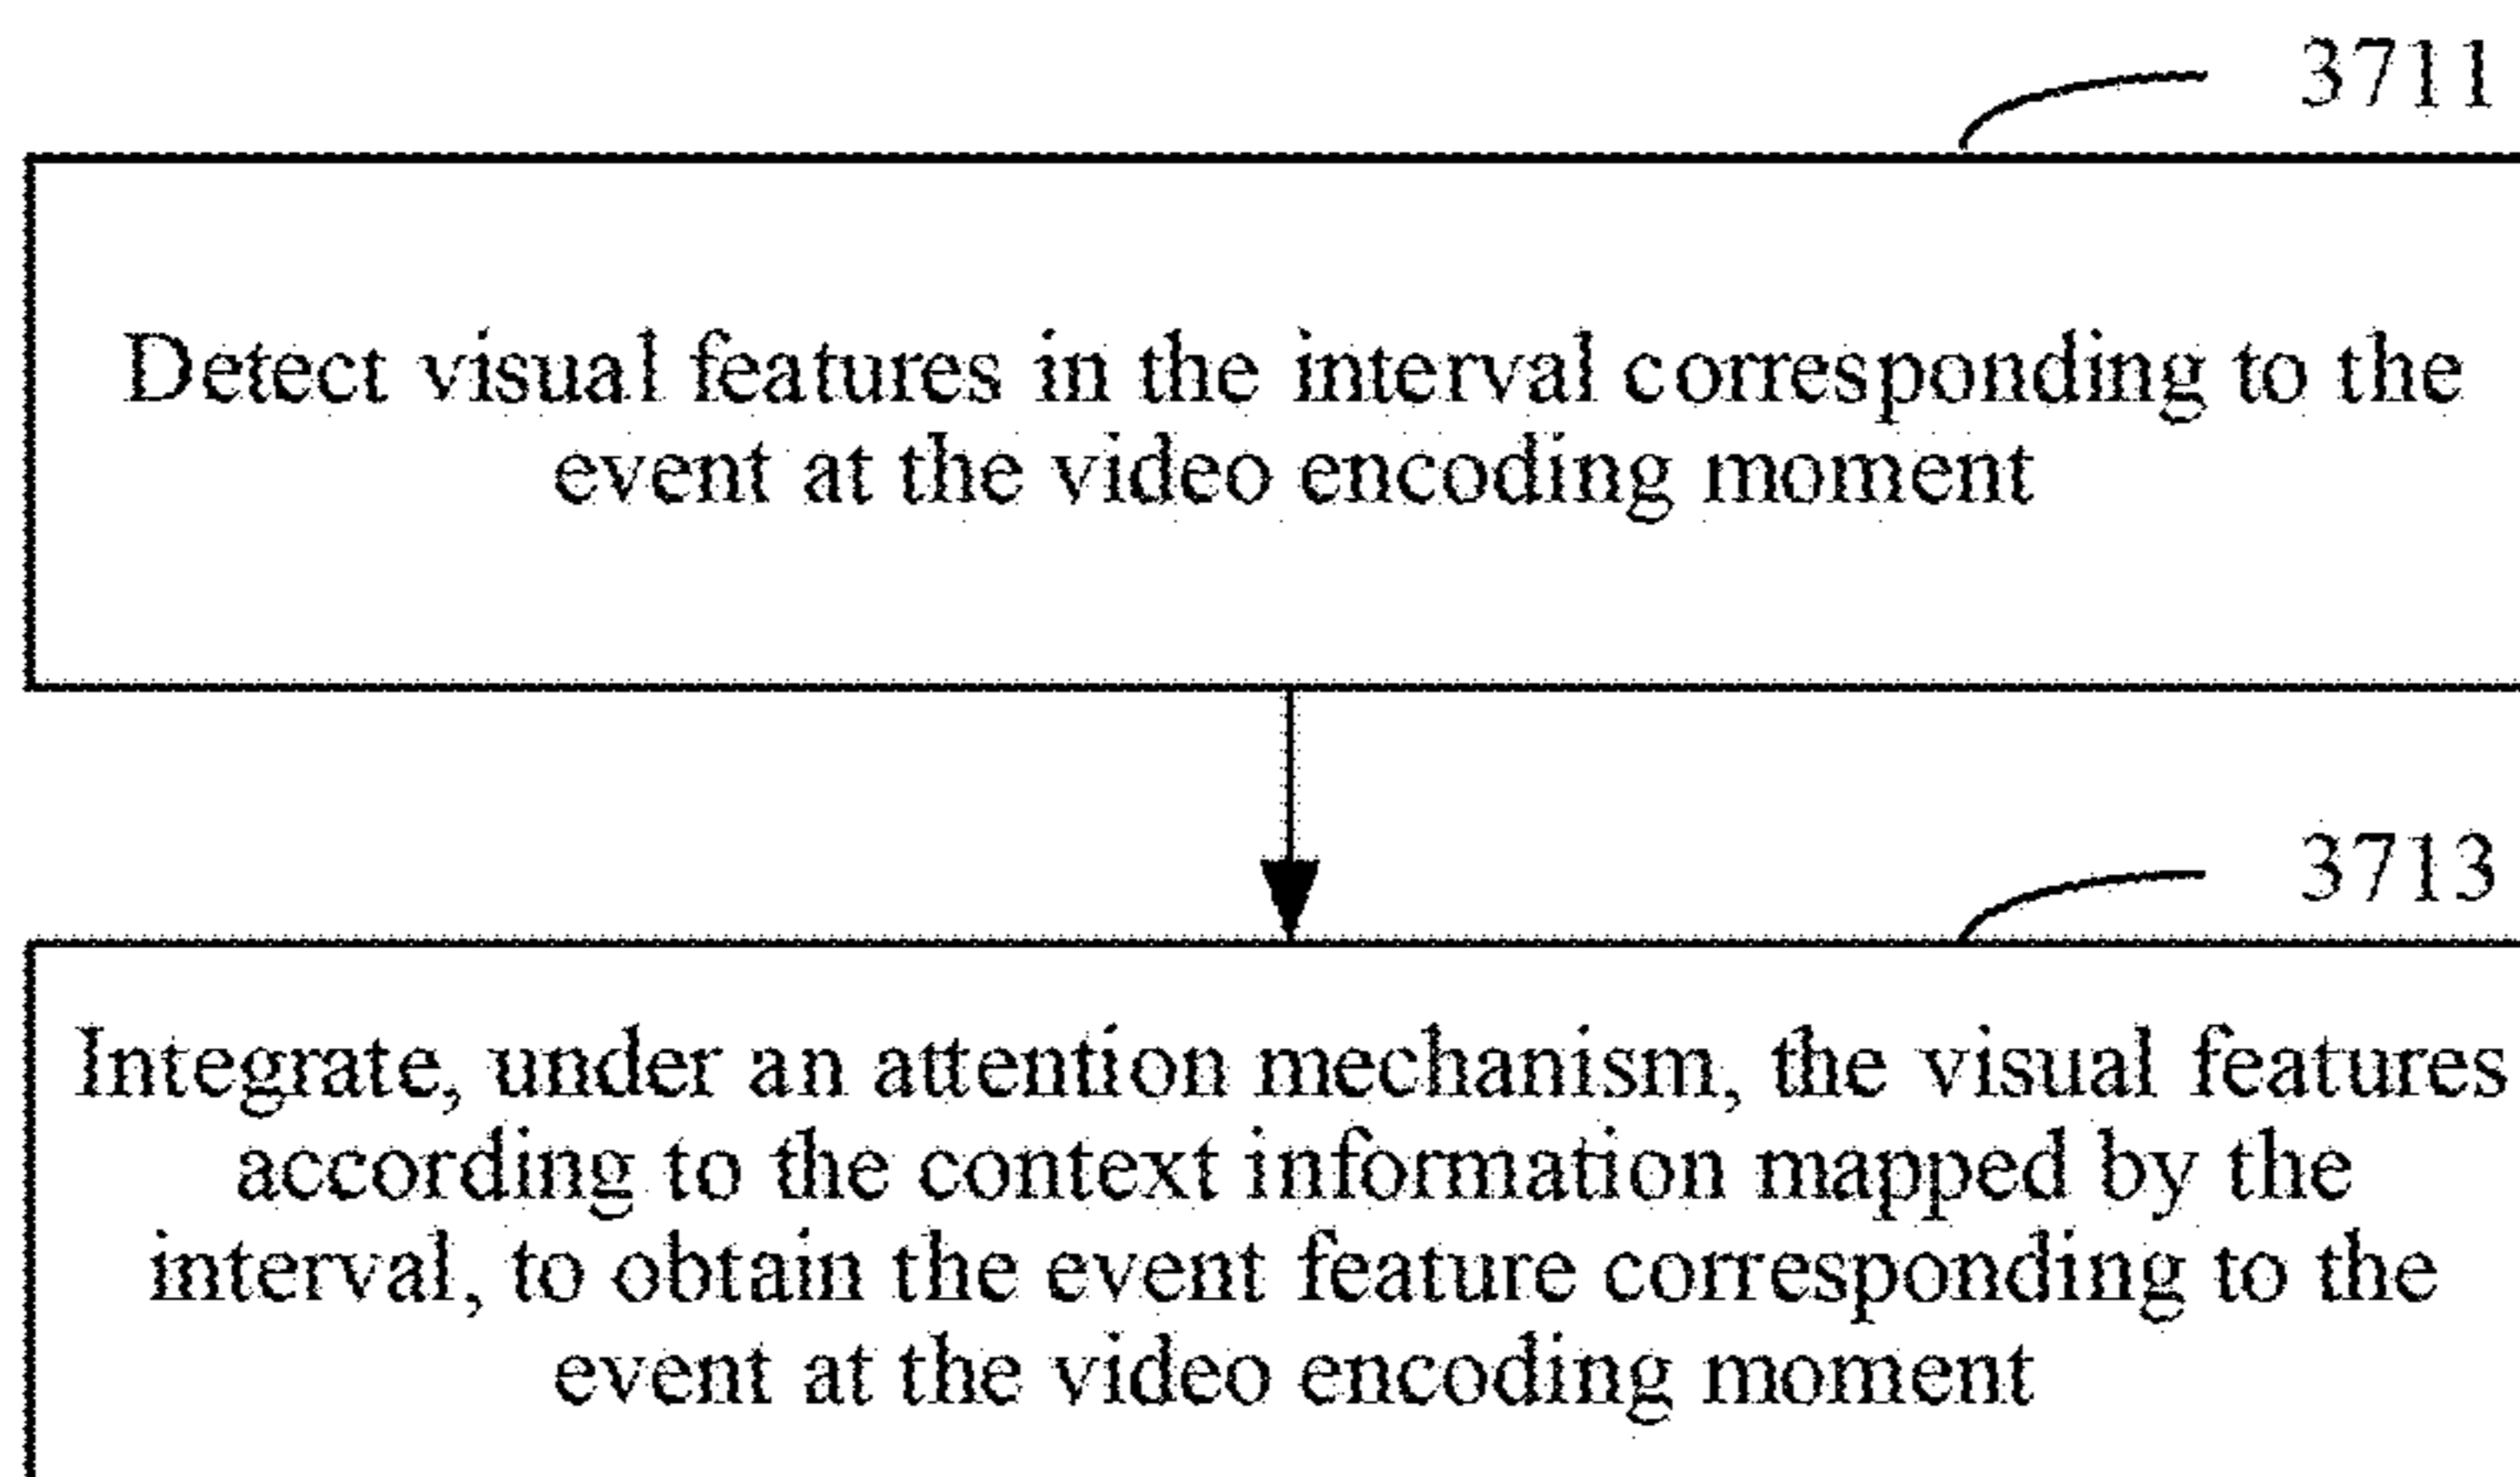 3711
Detect visual features in the interval corresponding to the
event at the video encoding moment
3713
Integrate, under an attention mechanism, the visual features
according to the context information mapped by the
interval, to obtain the event feature corresponding to the
event at the video encoding moment